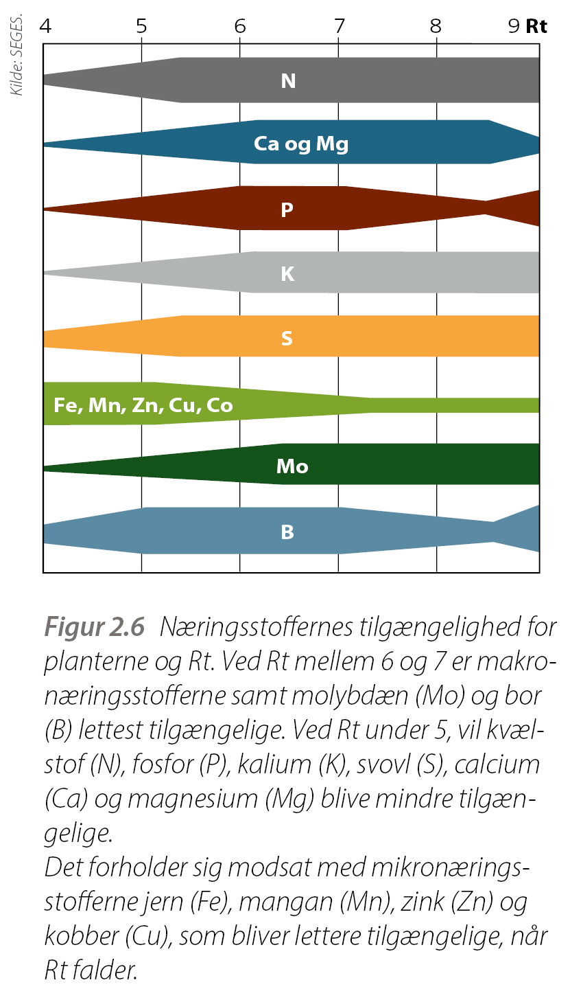 Kilde: SEGES.
4 5 6 7 8 9 Rt
N
Ca og Mg
P
K
S
Fe, Mn, Zn, Cu, Co
Mo
B
Figur 2.6 Næringsstoffernes tilgængelighed for
planterne og Rt. Ved Rt mellem 6 og 7 er makro-
næringsstofferne samt molybdæn (Mo) og bor
(B) lettest tilgængelige. Ved Rt under 5, vil kvæl-
stof (N), fosfor (P), kalium (K), svovl (S), calcium
(Ca) og magnesium (Mg) blive mindre tilgæn-
gelige.
Det forholder sig modsat med mikronærings-
stofferne jern (Fe), mangan (Mn), zink (Zn) og
kobber (Cu), som bliver lettere tilgængelige, når
Rt falder.